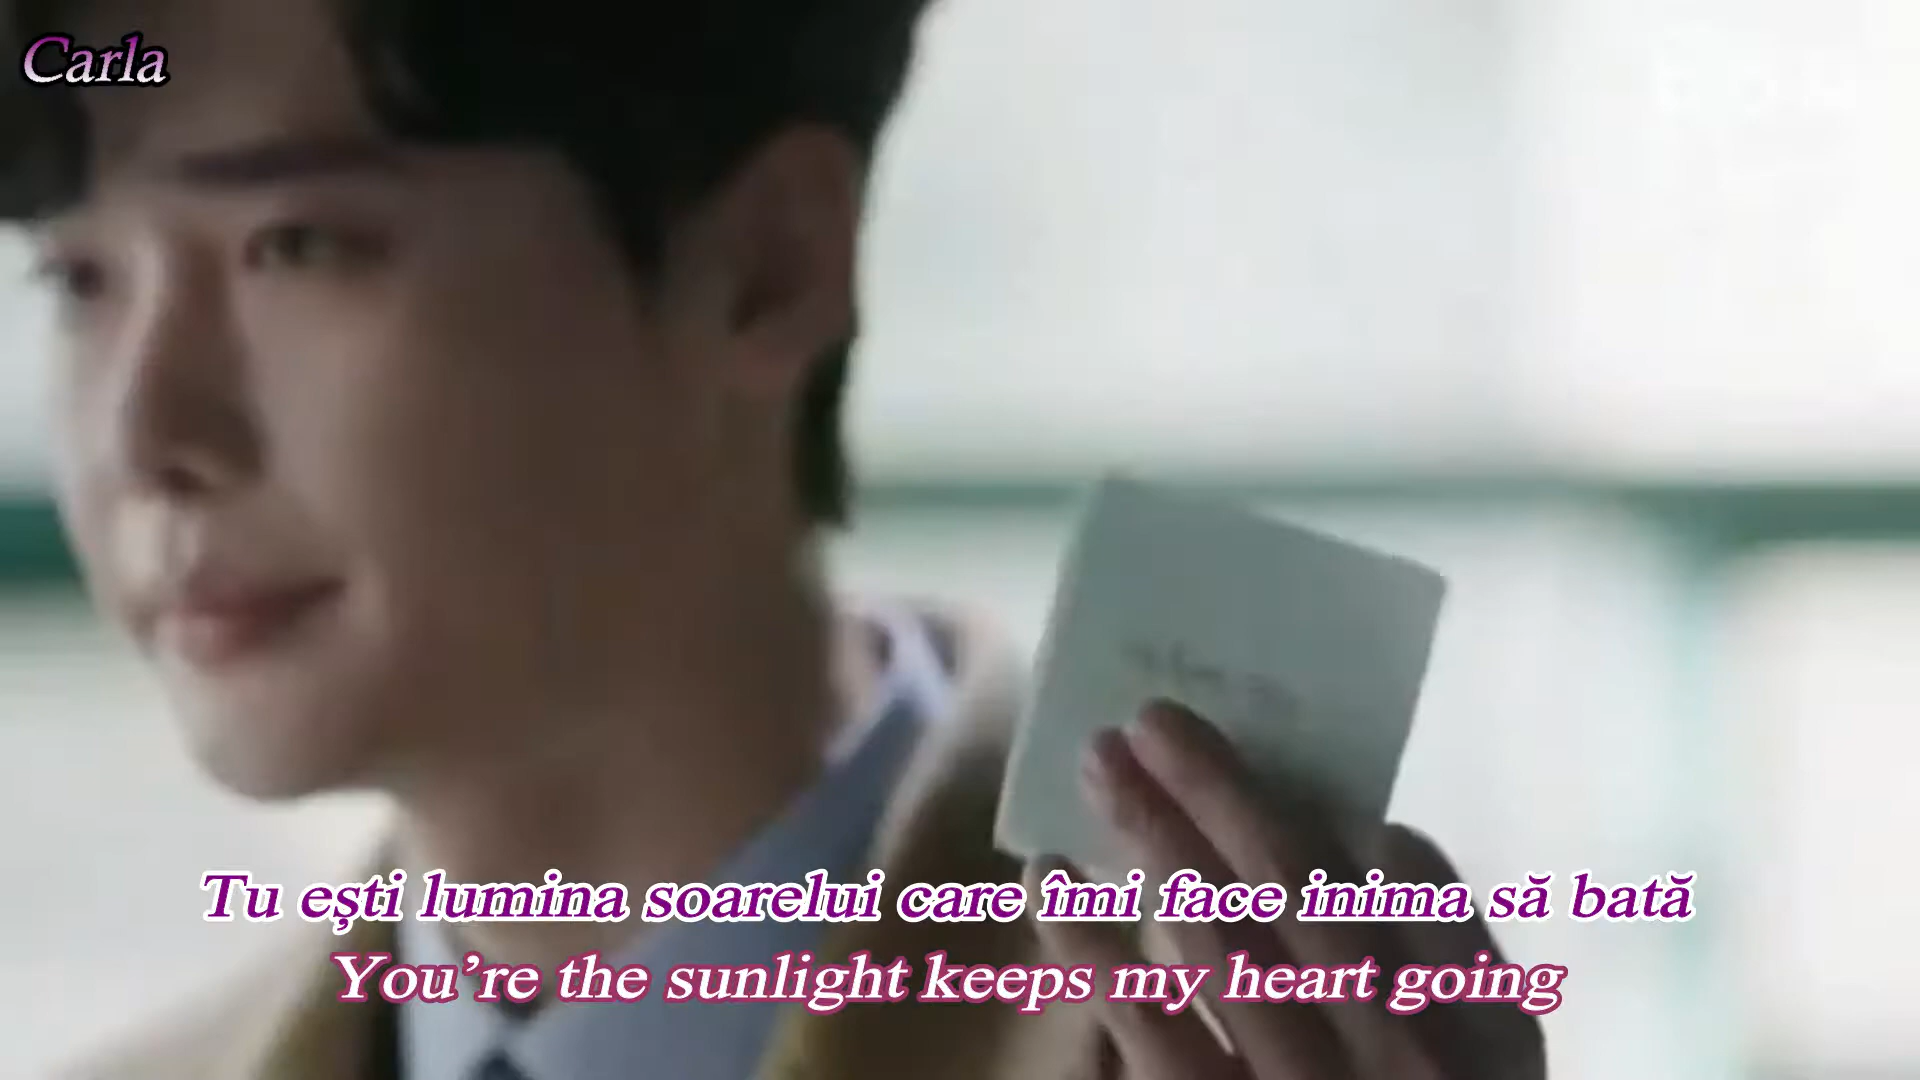 Carla
Tu ești lumina soarelui care îmi face inima să bată
You're the sunlight keeps my heart going